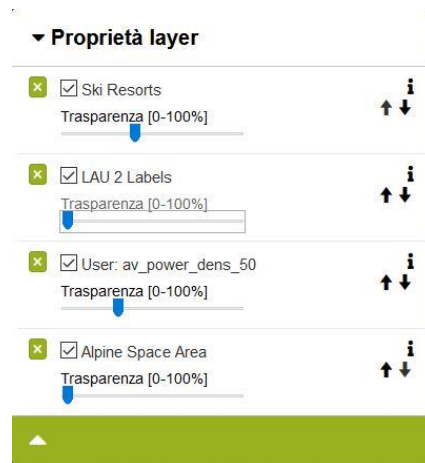 Proprietà layer
Ski Resorts
Trasparenza [0-100%]
LAU 2 Labels
Trasparenza [0-100%]
User: av_power_dens_50
Trasparenza [0-100%]
Alpine Space Area
Trasparenza [0-100%]